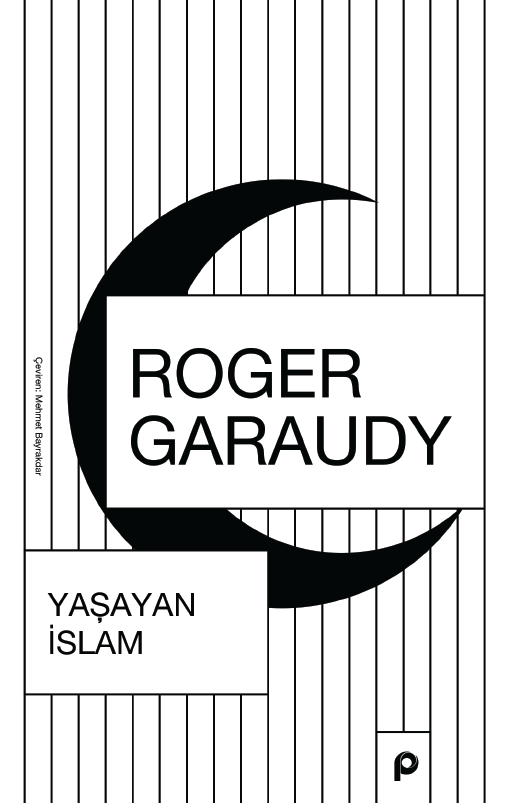 ROGER
GARAUDY
Çeviren: Mehmet Bayrakdar
YAŞAYAN
İSLAM
p